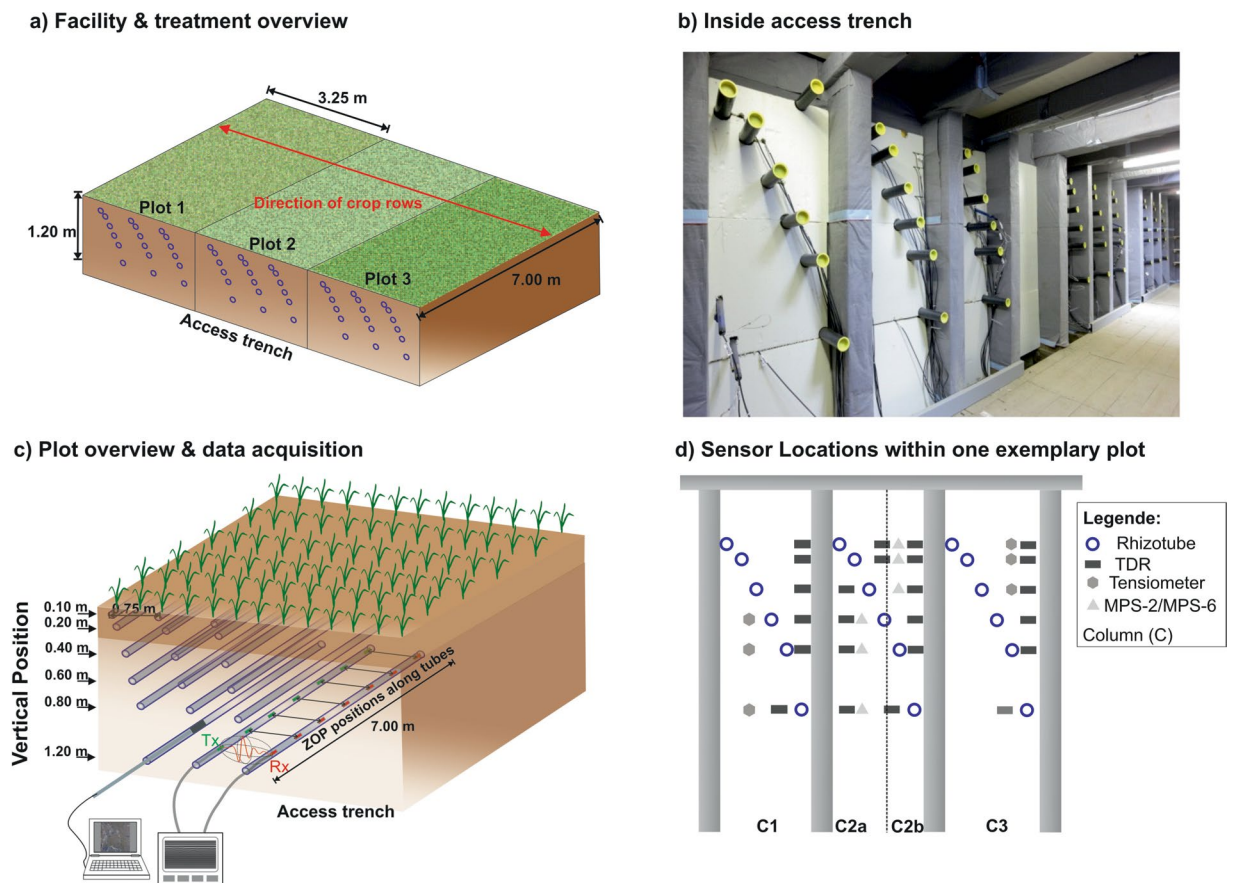 a) Facility & treatment overview
3.25 m
1.20 m
Plot 1
Direction of crop rows
Plot 2
Plot 3
7.00 m
Access trench
b) Inside access trench
c) Plot overview & data acquisition
Vertical Position
0.10 m
0.75 m
0.20 m
0.40 m
0.60 m
0.80 m
1.20 m
Tx
Rx
ZOP positions along tubes
7.00 m
Access trench
d) Sensor Locations within one exemplary plot
Legende:
Rhizotube
TDR
Tensiometer
MPS-2/MPS-6
Column (C)
C1 C2a C2b C3